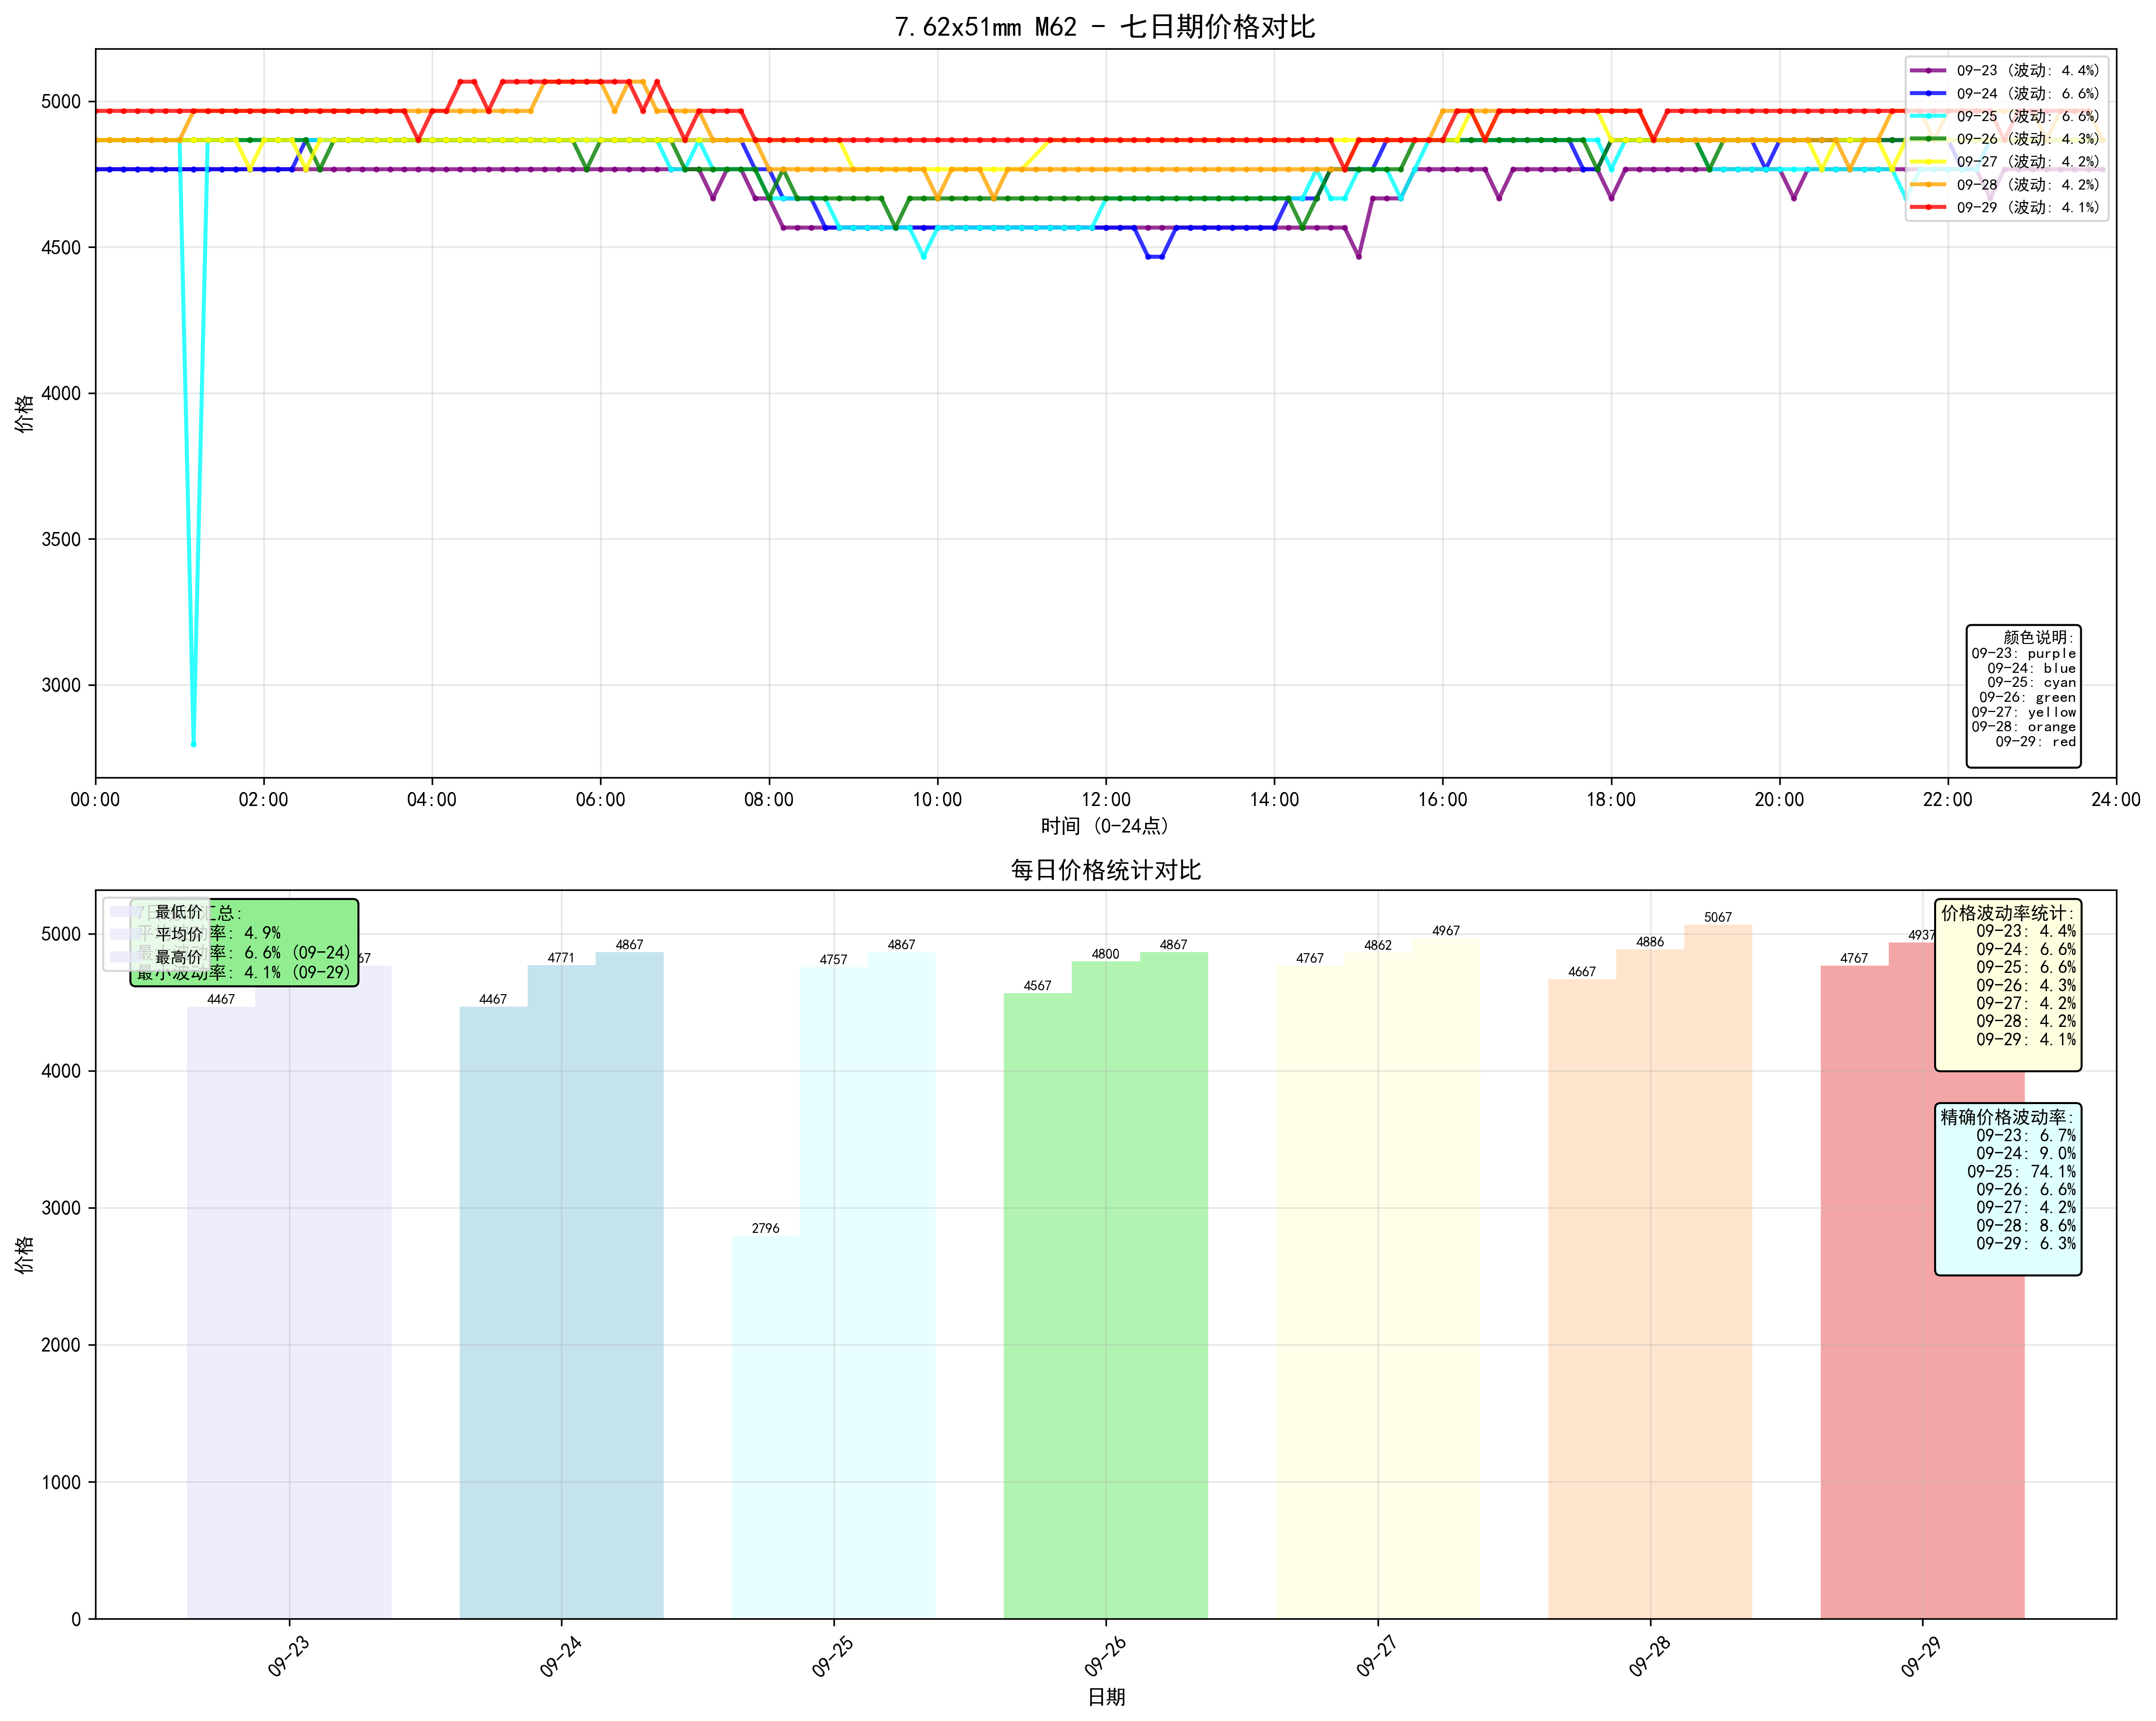 7.62x51mm M62 - 七日期价格对比
价格
5000
4500
4000
3500
3000
09-23 (波动: 4.4%)
09-24 (波动: 6.6%)
09-25 (波动: 6.6%)
09-26 (波动: 4.3%)
09-27 (波动: 4.2%)
09-28 (波动: 4.2%)
09-29 (波动: 4.1%)
颜色说明:
09-23: purple
09-24: blue
09-25: cyan
09-26: green
09-27: yellow
09-28: orange
09-29: red
00:00 02:00 04:00 06:00 08:00 10:00 12:00 14:00 16:00 18:00 20:00 22:00 24:00
时间 (0-24点)
每日价格统计对比
价格
5000
4000
3000
2000
1000
0
最低价
平均价
最高价
汇总:
率: 4.9%
率: 6.6% (09-24)
最小波动率: 4.1% (09-29)
4467
4467 4771 4867
2796 4757 4867
4567 4800 4867
4767 4862 4967
4667 4886 5067
4767 4937
价格波动率统计:
09-23: 4.4%
09-24: 6.6%
09-25: 6.6%
09-26: 4.3%
09-27: 4.2%
09-28: 4.2%
09-29: 4.1%
精确价格波动率:
09-23: 6.7%
09-24: 9.0%
09-25: 74.1%
09-26: 6.6%
09-27: 4.2%
09-28: 8.6%
09-29: 6.3%
09-23 09-24 09-25 09-26 09-27 09-28 09-29
日期